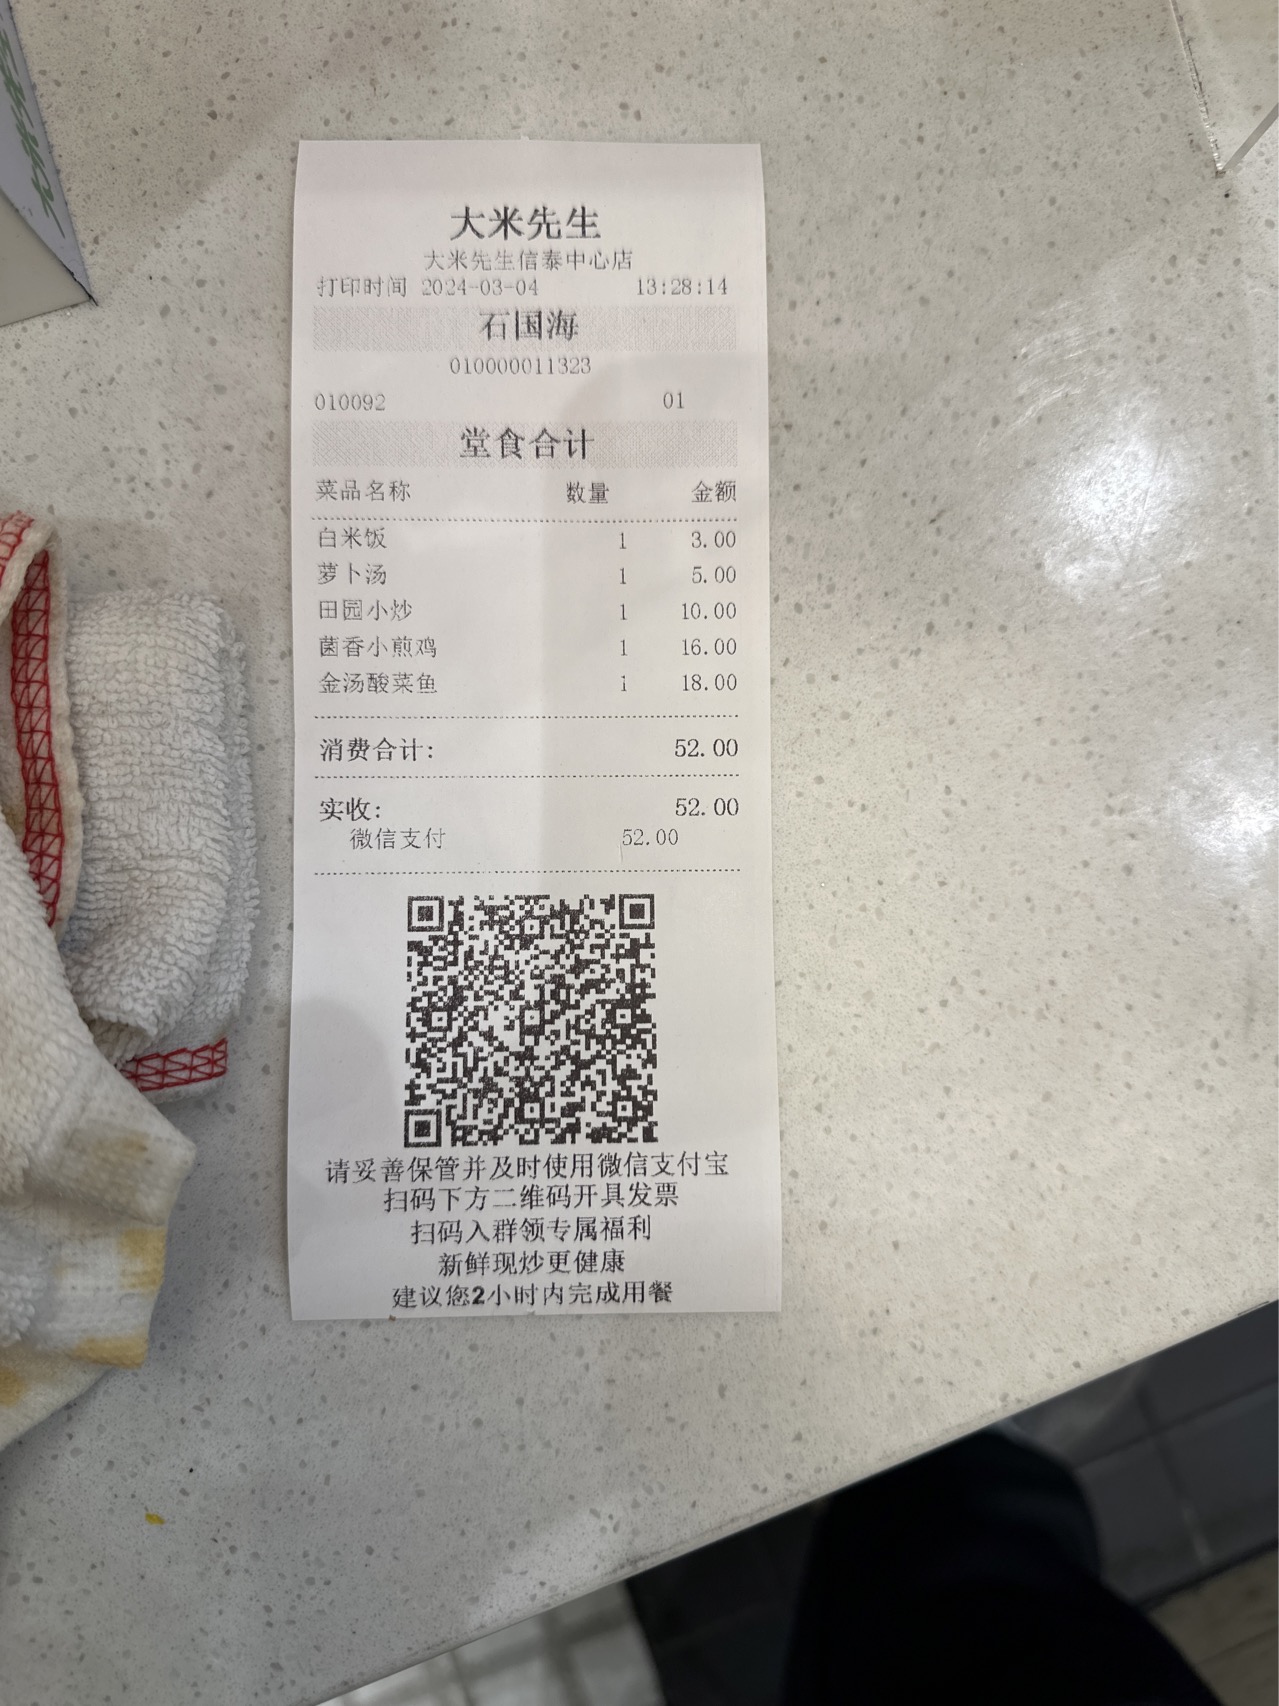 大米先生
大米先生信泰中心店
打印时间 2024-03-04 13:28:14
石国海
010000011323
010092 01
堂食合计
菜品名称 数量 金额
白米饭 1 3.00
萝卜汤 1 5.00
田园小炒 1 10.00
菌香小煎鸡 1 16.00
金汤酸菜鱼 1 18.00
消费合计: 52.00
实收: 52.00
微信支付 52.00
请妥善保管并及时使用微信支付宝
扫码下方二维码开具发票
扫码入群领专属福利
新鲜现炒更健康
建议您2小时内完成用餐